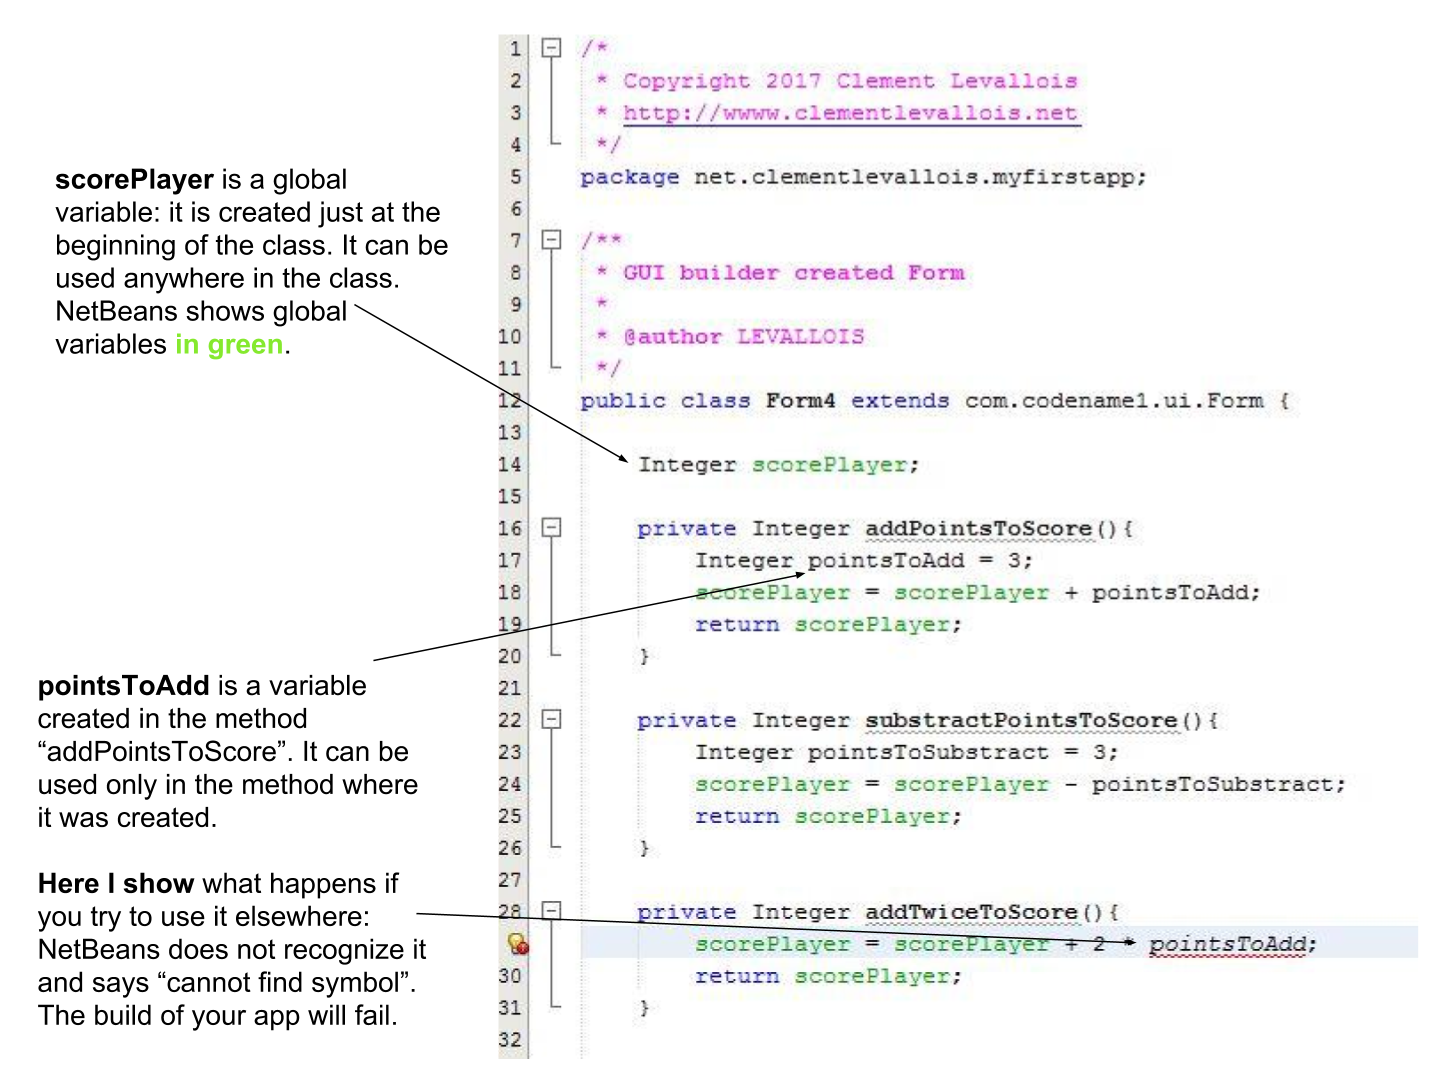 scorePlayer is a global
variable: it is created just at the
beginning of the class. It can be
used anywhere in the class.
NetBeans shows global
variables in green.
pointsToAdd is a variable
created in the method
“addPointsToScore”. It can be
used only in the method where
it was created.
Here I show what happens if
you try to use it elsewhere:
NetBeans does not recognize it
and says “cannot find symbol”.
The build of your app will fail.
1 /*
2 * Copyright 2017 Clement Levallois
3 * http://wwww.clementlevallois.net
4 */
5 package net.clementlevallois.myfirstapp;
6
7 /**
8 * GUI builder created Form
9 *
10 * @author LEVALLOIS
11 */
12 public class Form4 extends com.codename1.ui.Form {
13
14 Integer scorePlayer;
15
16 private Integer addPointsToScore(){
17 Integer pointsToAdd = 3;
18 scorePlayer = scorePlayer + pointsToAdd;
19 return scorePlayer;
20 }
21
22 private Integer substractPointsToScore(){
23 Integer pointsToSubstract = 3;
24 scorePlayer = scorePlayer - pointsToSubstract;
25 return scorePlayer;
26 }
27
28 private Integer addTwiceToScore(){
scorePlayer = scorePlayer + 2 * pointsToAdd;
30 return scorePlayer;
31 }
32